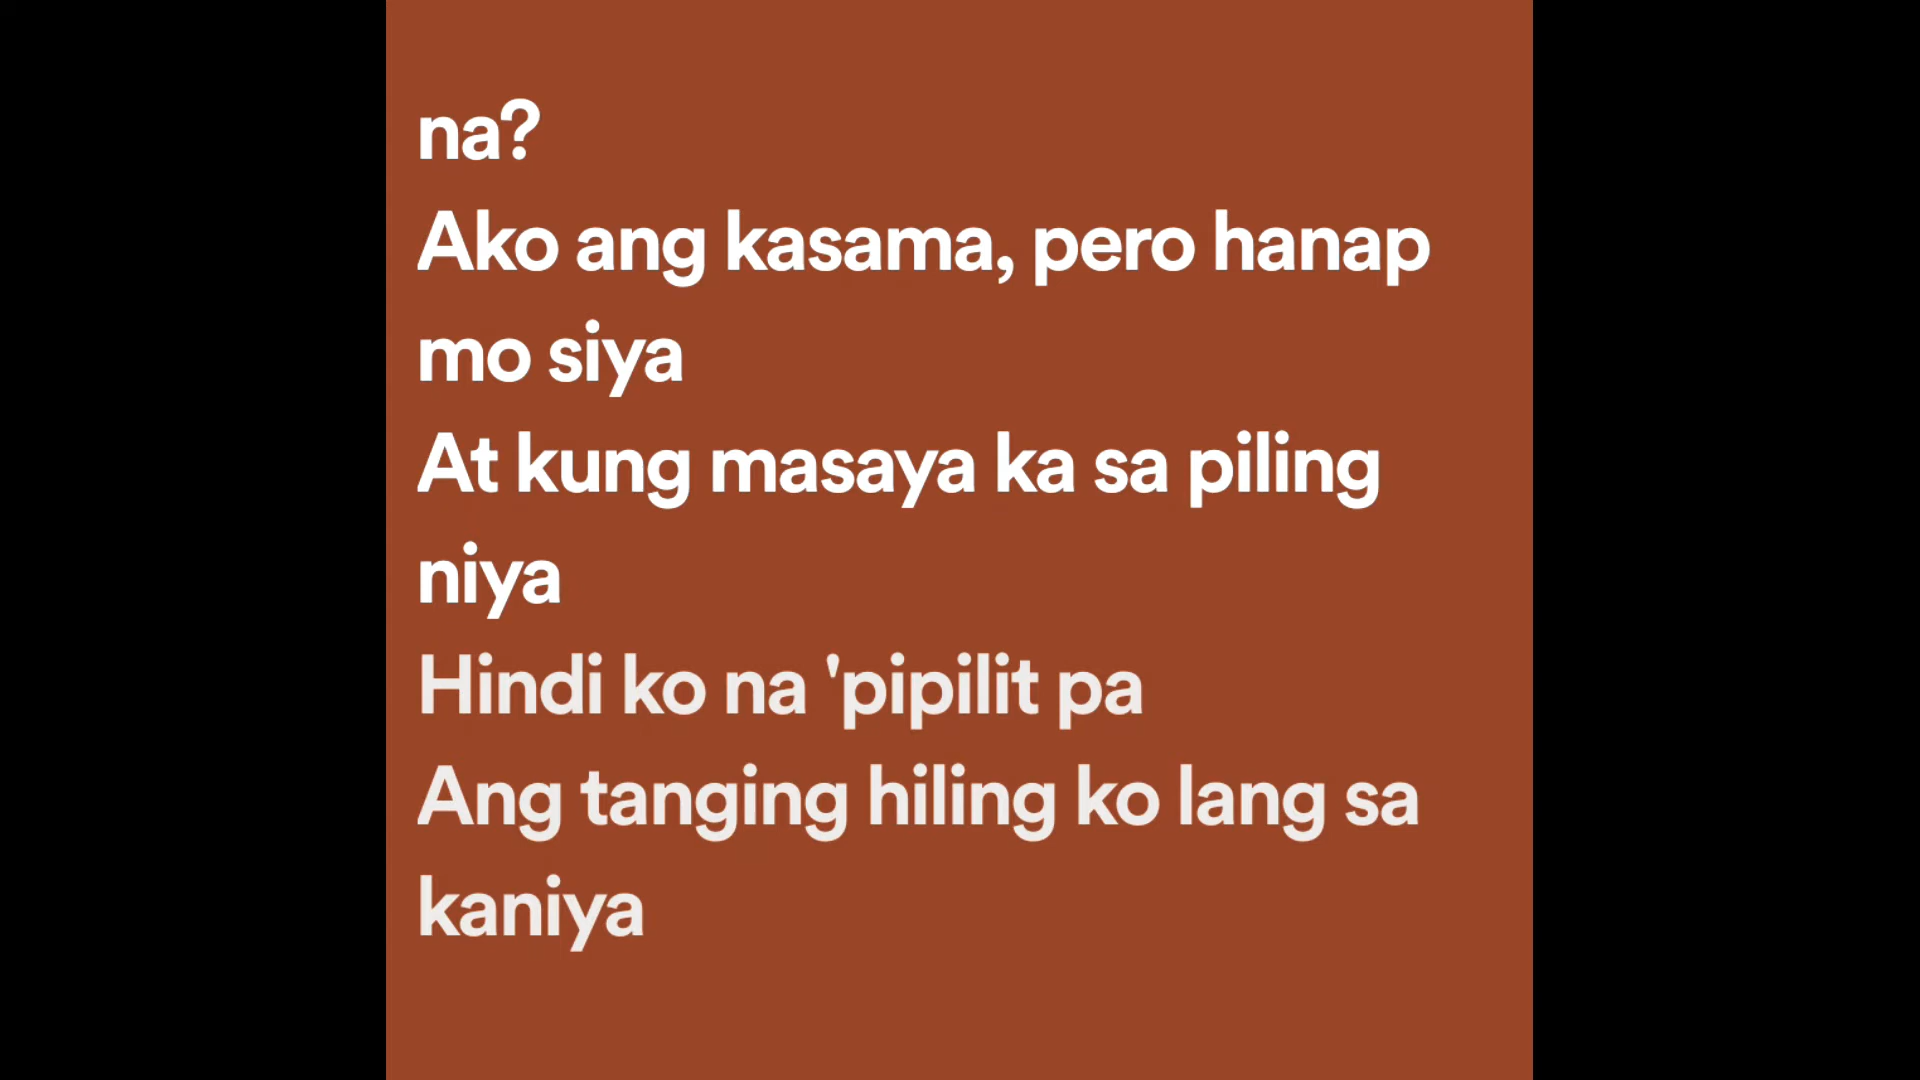 na?
Ako ang kasama, pero hanap
mo siya
At kung masaya ka sa piling
niya
Hindi ko na 'pipilit pa
Ang tanging hiling ko lang sa
kaniya